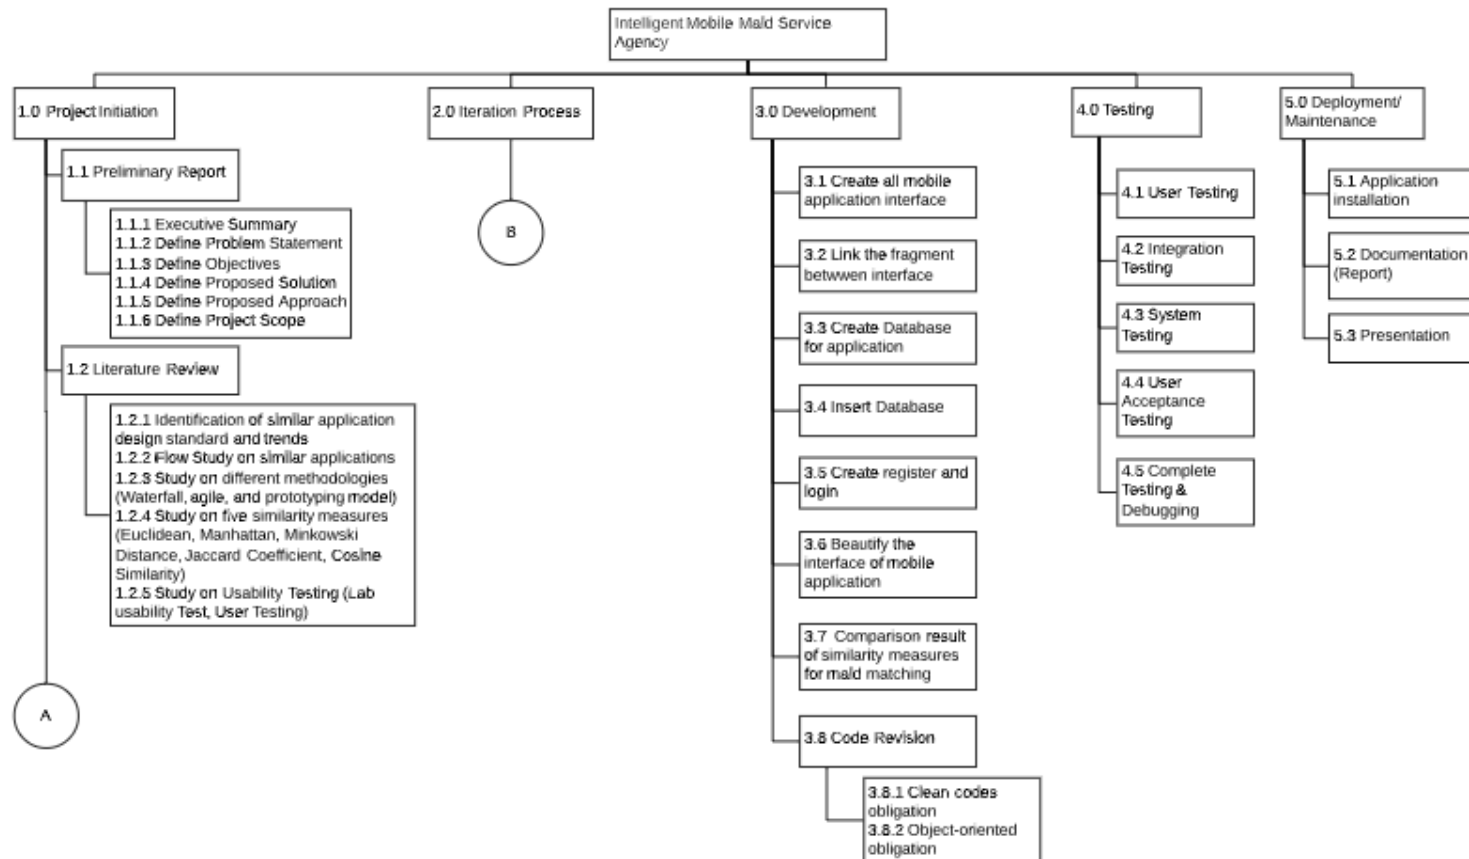 Intelligent Mobile Maid Service
Agency
1.0 Project Initiation
1.1 Preliminary Report
1.1.1 Executive Summary
1.1.2 Define Problem Statement
1.1.3 Define Objectives
1.1.4 Define Proposed Solution
1.1.5 Define Proposed Approach
1.1.6 Define Project Scope
1.2 Literature Review
1.2.1 Identification of similar application
design standard and trends
1.2.2 Flow Study on similar applications
1.2.3 Study on different methodologies
(Waterfall, agile, and prototyping model)
1.2.4 Study on five similarity measures
(Euclidean, Manhattan, Minkowski
Distance, Jaccard Coefficient, Cosine
Similarity)
1.2.5 Study on Usability Testing (Lab
usability Test, User Testing)
A
2.0 Iteration Process
B
3.0 Development
3.1 Create all mobile
application interface
3.2 Link the fragment
betwwen interface
3.3 Create Database
for application
3.4 Insert Database
3.5 Create register and
login
3.6 Beautify the
interface of mobile
application
3.7 Comparison result
of similarity measures
for maid matching
3.8 Code Revision
3.8.1 Clean codes
obligation
3.8.2 Object-oriented
obligation
4.0 Testing
4.1 User Testing
4.2 Integration
Testing
4.3 System
Testing
4.4 User
Acceptance
Testing
4.5 Complete
Testing &
Debugging
5.0 Deployment/
Maintenance
5.1 Application
installation
5.2 Documentation
(Report)
5.3 Presentation